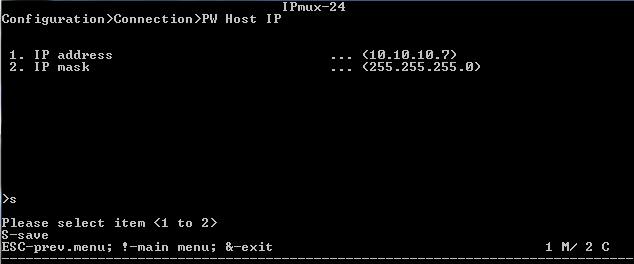 IPmux-24
Configuration>Connection>PW Host IP
1. IP address ... (10.10.10.7)
2. IP mask ... (255.255.255.0)
>s
Please select item <1 to 2>
S-save
ESC-prev.menu; !-main menu; &-exit 1 M/ 2 C